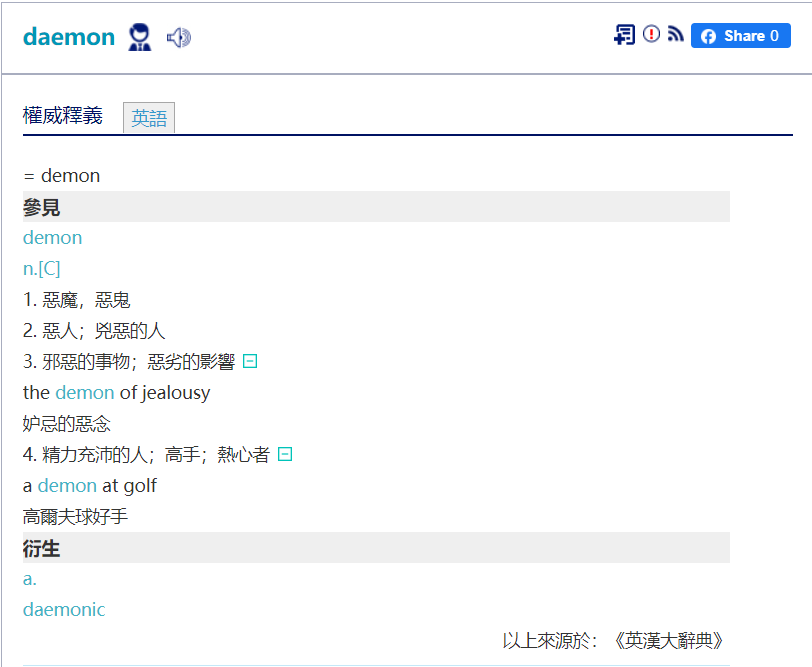 daemon
Share 0
權威釋義 英語
= demon
參見
demon
n.[C]
1. 惡魔，惡鬼
2. 惡人；兇惡的人
3. 邪惡的事物；惡劣的影響
the demon of jealousy
妒忌的惡念
4. 精力充沛的人；高手；熱心者
a demon at golf
高爾夫球好手
衍生
a.
daemonic
以上來源於：《英漢大辭典》